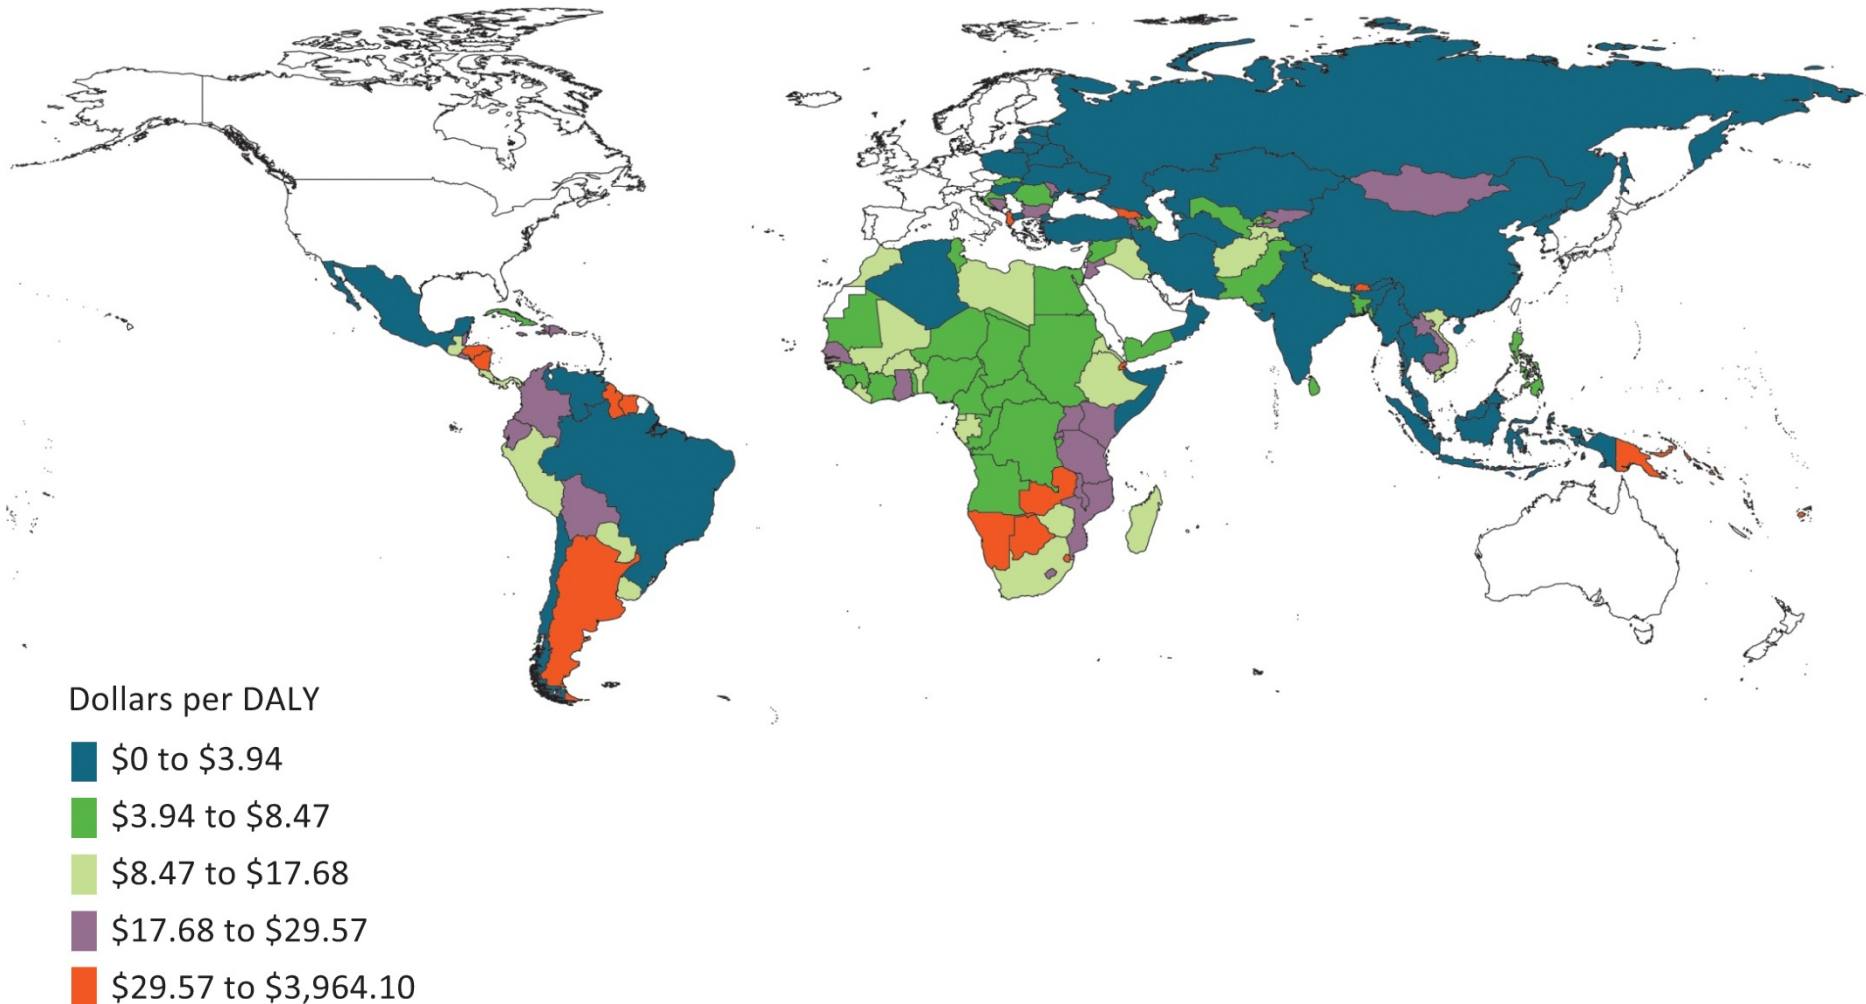 Dollars per DALY
$0 to $3.94
$3.94 to $8.47
$8.47 to $17.68
$17.68 to $29.57
$29.57 to $3,964.10